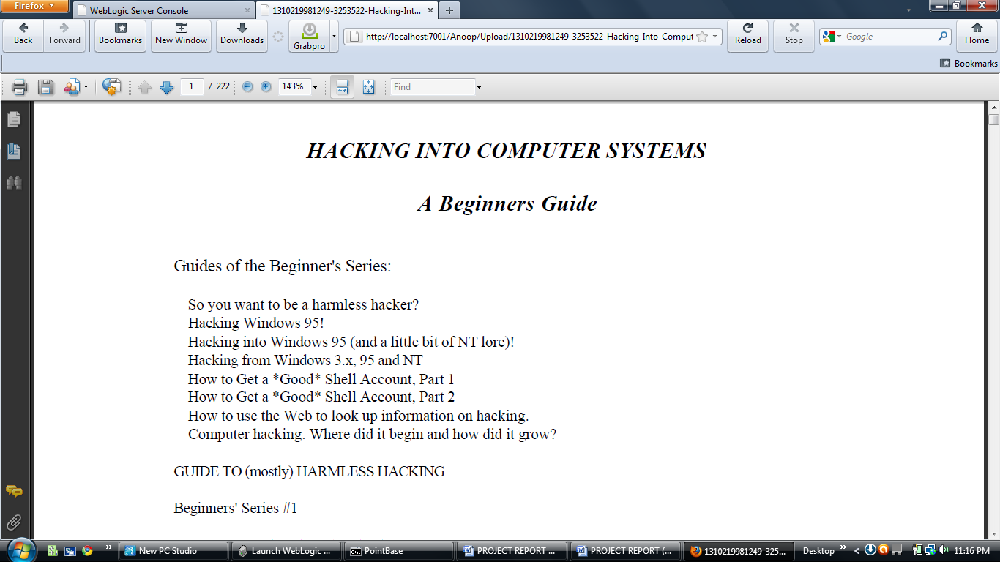 Firefox
WebLogic Server Console
1310219981249-3253522-Hacking-Int...
Back
Forward
Bookmarks
New Window
Downloads
Grabpro
http://localhost:7001/Anoop/Upload/1310219981249-3253522-Hacking-Into-Comput
Reload
Stop
Google
Home
Bookmarks
1 / 222
143%
Find
HACKING INTO COMPUTER SYSTEMS
A Beginners Guide
Guides of the Beginner's Series:
So you want to be a harmless hacker?
Hacking Windows 95!
Hacking into Windows 95 (and a little bit of NT lore)!
Hacking from Windows 3.x, 95 and NT
How to Get a *Good* Shell Account, Part 1
How to Get a *Good* Shell Account, Part 2
How to use the Web to look up information on hacking.
Computer hacking. Where did it begin and how did it grow?
GUIDE TO (mostly) HARMLESS HACKING
Beginners' Series #1
New PC Studio
Launch WebLogic ...
PointBase
PROJECT REPORT ...
PROJECT REPORT (...
1310219981249-325...
Desktop
11:16 PM